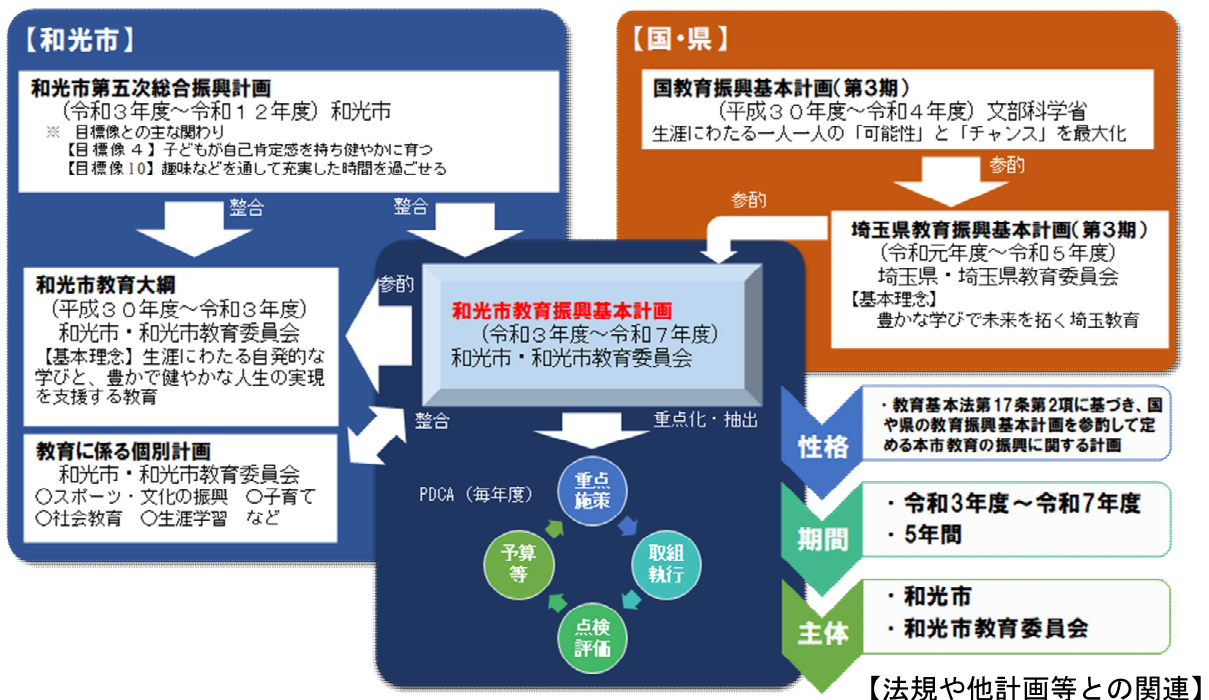 【和光市】
和光市第五次総合振興計画
（令和３年度～令和１２年度）和光市
※　目標像との主な関わり
【目標像４】子どもが自己肯定感を持ち健やかに育つ
【目標像10】趣味などを通して充実した時間を過ごせる
整合
整合
和光市教育大綱
（平成３０年度～令和３年度）
和光市・和光市教育委員会
【基本理念】生涯にわたる自発的な
学びと、豊かで健やかな人生の実現
を支援する教育
教育に係る個別計画
和光市・和光市教育委員会
○スポーツ・文化の振興　○子育て
○社会教育　○生涯学習　など
参酌
整合
【国・県】
国教育振興基本計画（第３期）
（平成３０年度～令和４年度）文部科学省
生涯にわたる一人一人の「可能性」と「チャンス」を最大化
参酌
参酌
埼玉県教育振興基本計画（第３期）
（令和元年度～令和５年度）
埼玉県・埼玉県教育委員会
【基本理念】
豊かな学びで未来を拓く埼玉教育
和光市教育振興基本計画
（令和３年度～令和７年度）
和光市・和光市教育委員会
重点化・抽出
PDCA（毎年度）
重点
施策
取組
執行
点検
評価
予算
等
性格
・教育基本法第17条第2項に基づき、国
や県の教育振興基本計画を参酌して定
める本市教育の振興に関する計画
期間
・令和3年度～令和7年度
・5年間
主体
・和光市
・和光市教育委員会
【法規や他計画等との関連】